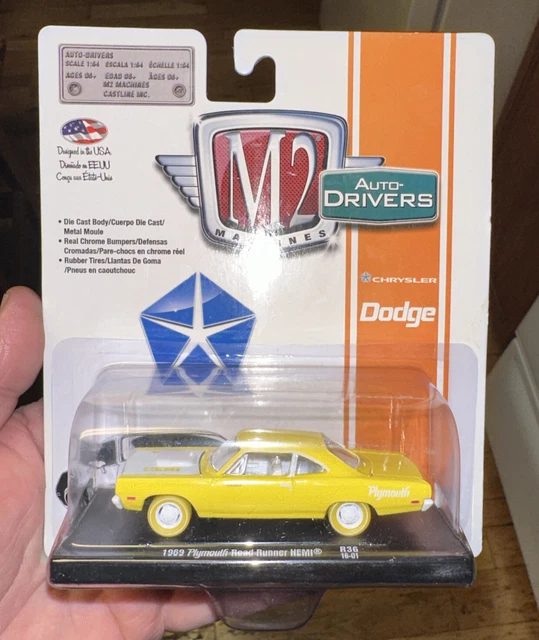 AUTO-DRIVERS
SCALE 1:64 ESCALA 1:64 ÉCHELLE 1:64
AGES 08+ EDAD 08+ ÂGES 08+
M2 MACHINES
CASTLINE INC.
Designed in the USA
Diseñado en EEUU
Conçu aux États-Unis
• Die Cast Body/Cuerpo Die Cast/
Metal Moule
• Real Chrome Bumpers/Defensas
Cromadas/Pare-chocs en chrome réel
• Rubber Tires/Llantas De Goma
/Pneus en caoutchouc
M2
MACHINES
AUTO-
DRIVERS
CHRYSLER
Dodge
Plymouth
1969 Plymouth Road Runner HEMI®
R36
16-01